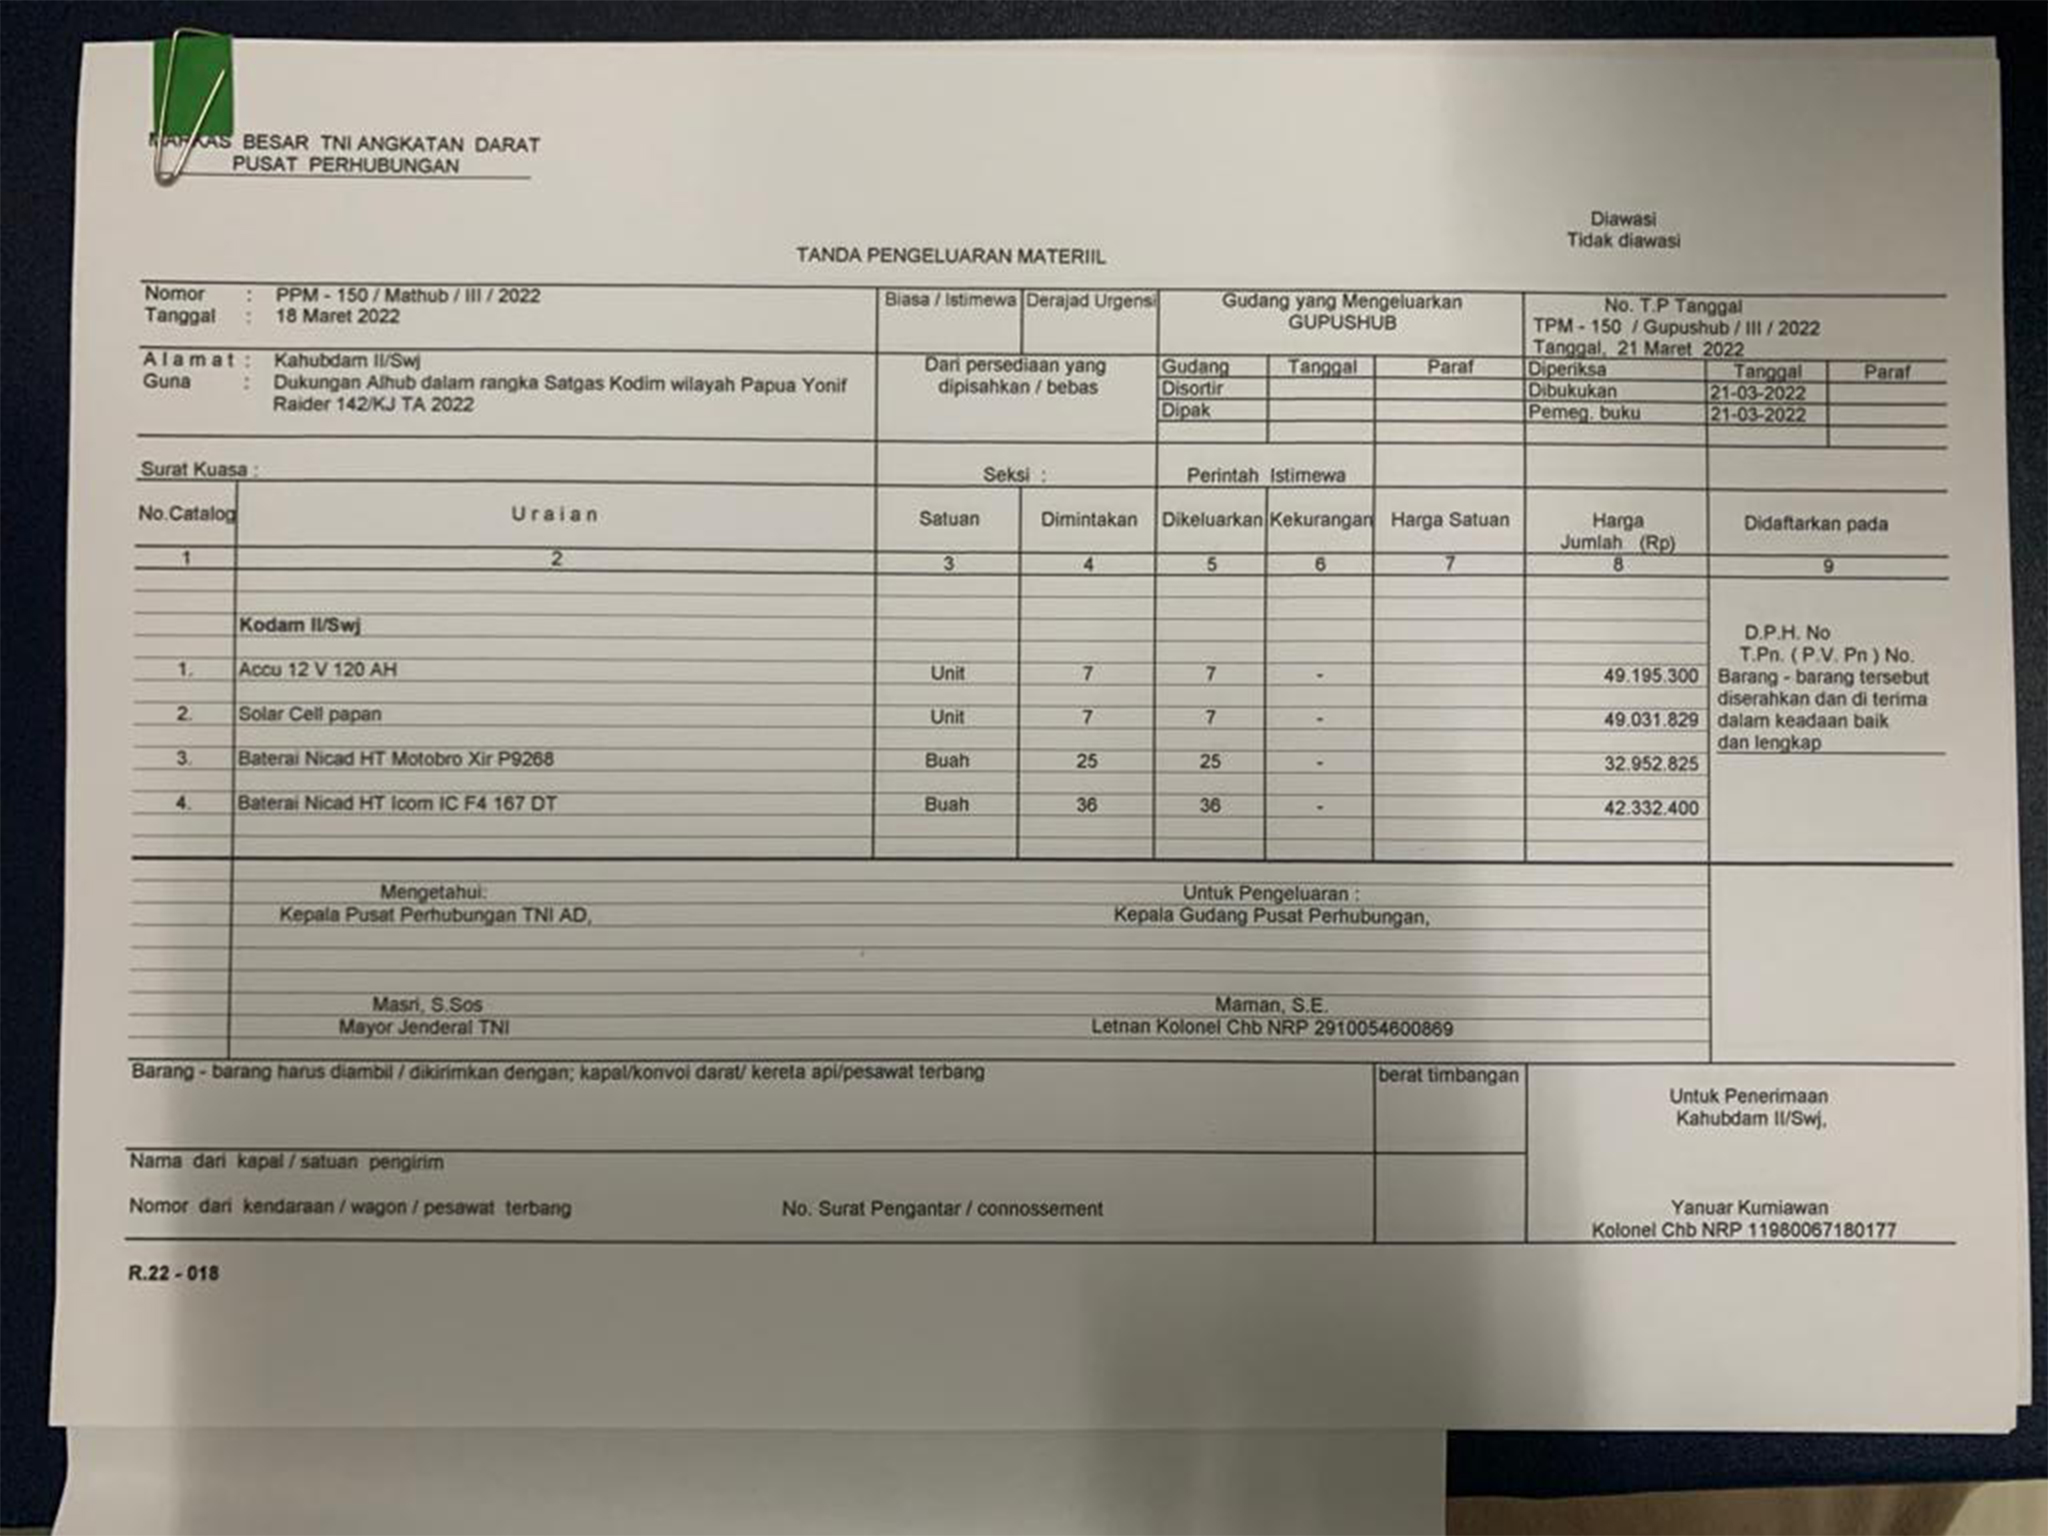 MARKAS BESAR TNI ANGKATAN DARAT
PUSAT PERHUBUNGAN
Diawasi
Tidak diawasi
TANDA PENGELUARAN MATERIIL
Nomor : PPM - 150 / Mathub / III / 2022
Tanggal : 18 Maret 2022
Biasa / Istimewa Derajad Urgensi
Gudang yang Mengeluarkan
GUPUSHUB
No. T.P Tanggal
TPM - 150 / Gupushub / III / 2022
Tanggal, 21 Maret 2022
Alamat : Kahubdam II/Swj
Guna : Dukungan Alhub dalam rangka Satgas Kodim wilayah Papua Yonif
Raider 142/KJ TA 2022
Dari persediaan yang
dipisahkan / bebas
Gudang Tanggal Paraf
Disortir
Dipak
Diperiksa Tanggal Paraf
Dibukukan 21-03-2022
Pemeg. buku 21-03-2022
Surat Kuasa : Seksi : Perintah Istimewa
No.Catalog Uraian Satuan Dimintakan Dikeluarkan Kekurangan Harga Satuan Harga Didaftarkan pada
Jumlah (Rp)
1 2 3 4 5 6 7 8 9
Kodam II/Swj
1. Accu 12 V 120 AH Unit 7 7 - 49.195.300
2. Solar Cell papan Unit 7 7 - 49.031.829
3. Baterai Nicad HT Motobro Xir P9268 Buah 25 25 - 32.952.825
4. Baterai Nicad HT Icom IC F4 167 DT Buah 36 36 - 42.332.400
D.P.H. No
T.Pn. ( P.V. Pn ) No.
Barang - barang tersebut
diserahkan dan di terima
dalam keadaan baik
dan lengkap
Mengetahui:
Kepala Pusat Perhubungan TNI AD,
Masri, S.Sos
Mayor Jenderal TNI
Untuk Pengeluaran :
Kepala Gudang Pusat Perhubungan,
Maman, S.E.
Letnan Kolonel Chb NRP 2910054600869
Barang - barang harus diambil / dikirimkan dengan; kapal/konvoi darat/ kereta api/pesawat terbang
berat timbangan
Untuk Penerimaan
Kahubdam II/Swj,
Nama dari kapal / satuan pengirim
Nomor dari kendaraan / wagon / pesawat terbang No. Surat Pengantar / connossement
Yanuar Kurniawan
Kolonel Chb NRP 11980067180177
R.22 - 018